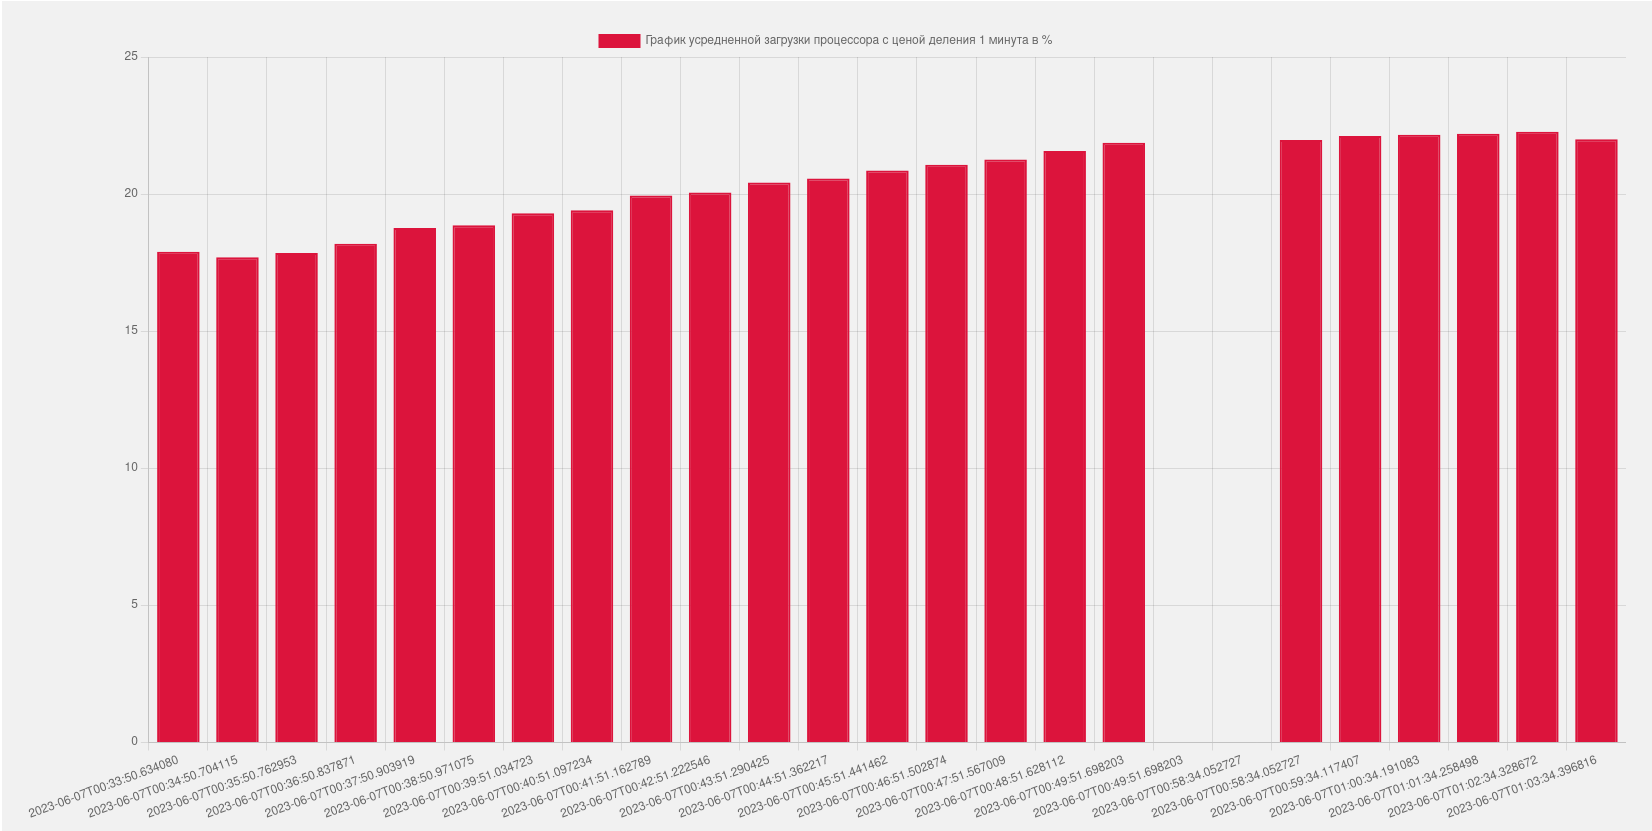 График усредненной загрузки процессора с ценой деления 1 минута в %
25
20
15
10
5
0
2023-06-07T00:33:50.634080
2023-06-07T00:34:50.704115
2023-06-07T00:35:50.762953
2023-06-07T00:36:50.837871
2023-06-07T00:37:50.903919
2023-06-07T00:38:50.971075
2023-06-07T00:39:51.034723
2023-06-07T00:40:51.097234
2023-06-07T00:41:51.162789
2023-06-07T00:42:51.222546
2023-06-07T00:43:51.290425
2023-06-07T00:44:51.362217
2023-06-07T00:45:51.441462
2023-06-07T00:46:51.502874
2023-06-07T00:47:51.567009
2023-06-07T00:48:51.628112
2023-06-07T00:49:51.698203
2023-06-07T00:49:51.698203
2023-06-07T00:58:34.052727
2023-06-07T00:58:34.052727
2023-06-07T00:59:34.117407
2023-06-07T01:00:34.191083
2023-06-07T01:01:34.258498
2023-06-07T01:02:34.328672
2023-06-07T01:03:34.396816